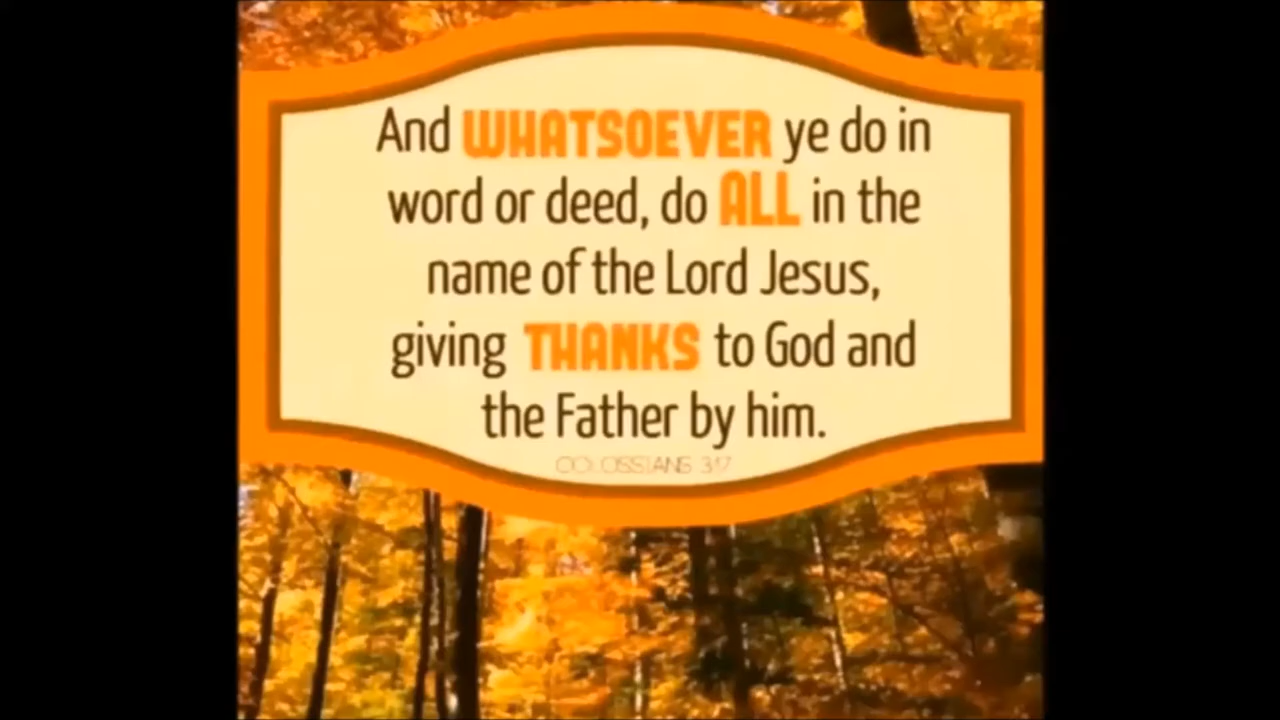 And WHATSOEVER ye do in
word or deed, do ALL in the
name of the Lord Jesus,
giving THANKS to God and
the Father by him.
COLOSSIANS 3:17